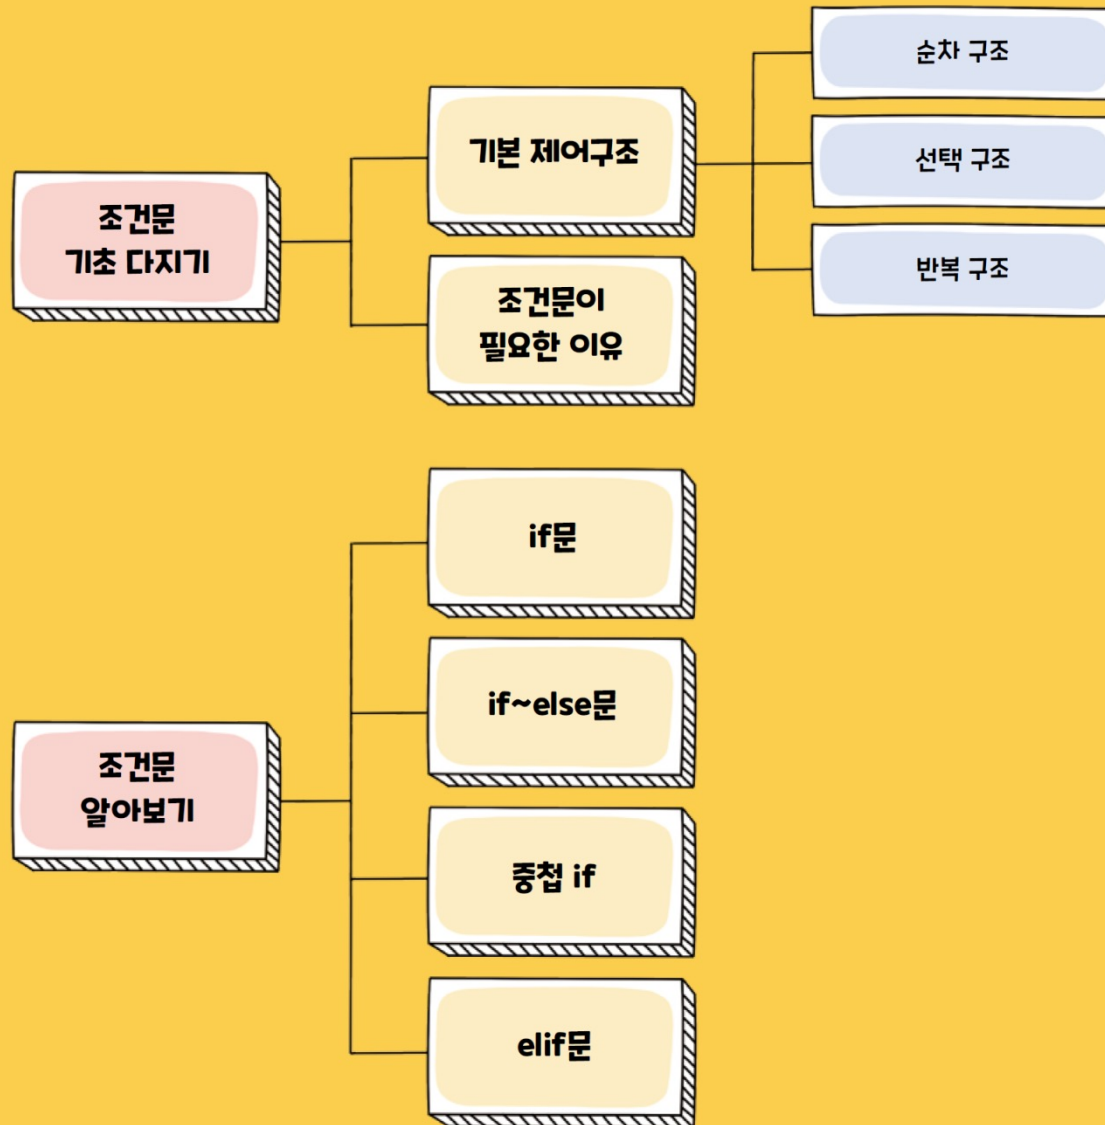 순차 구조
기본 제어구조
선택 구조
조건문
기초 다지기
반복 구조
조건문이
필요한 이유
if문
if~else문
조건문
알아보기
중첩 if
elif문